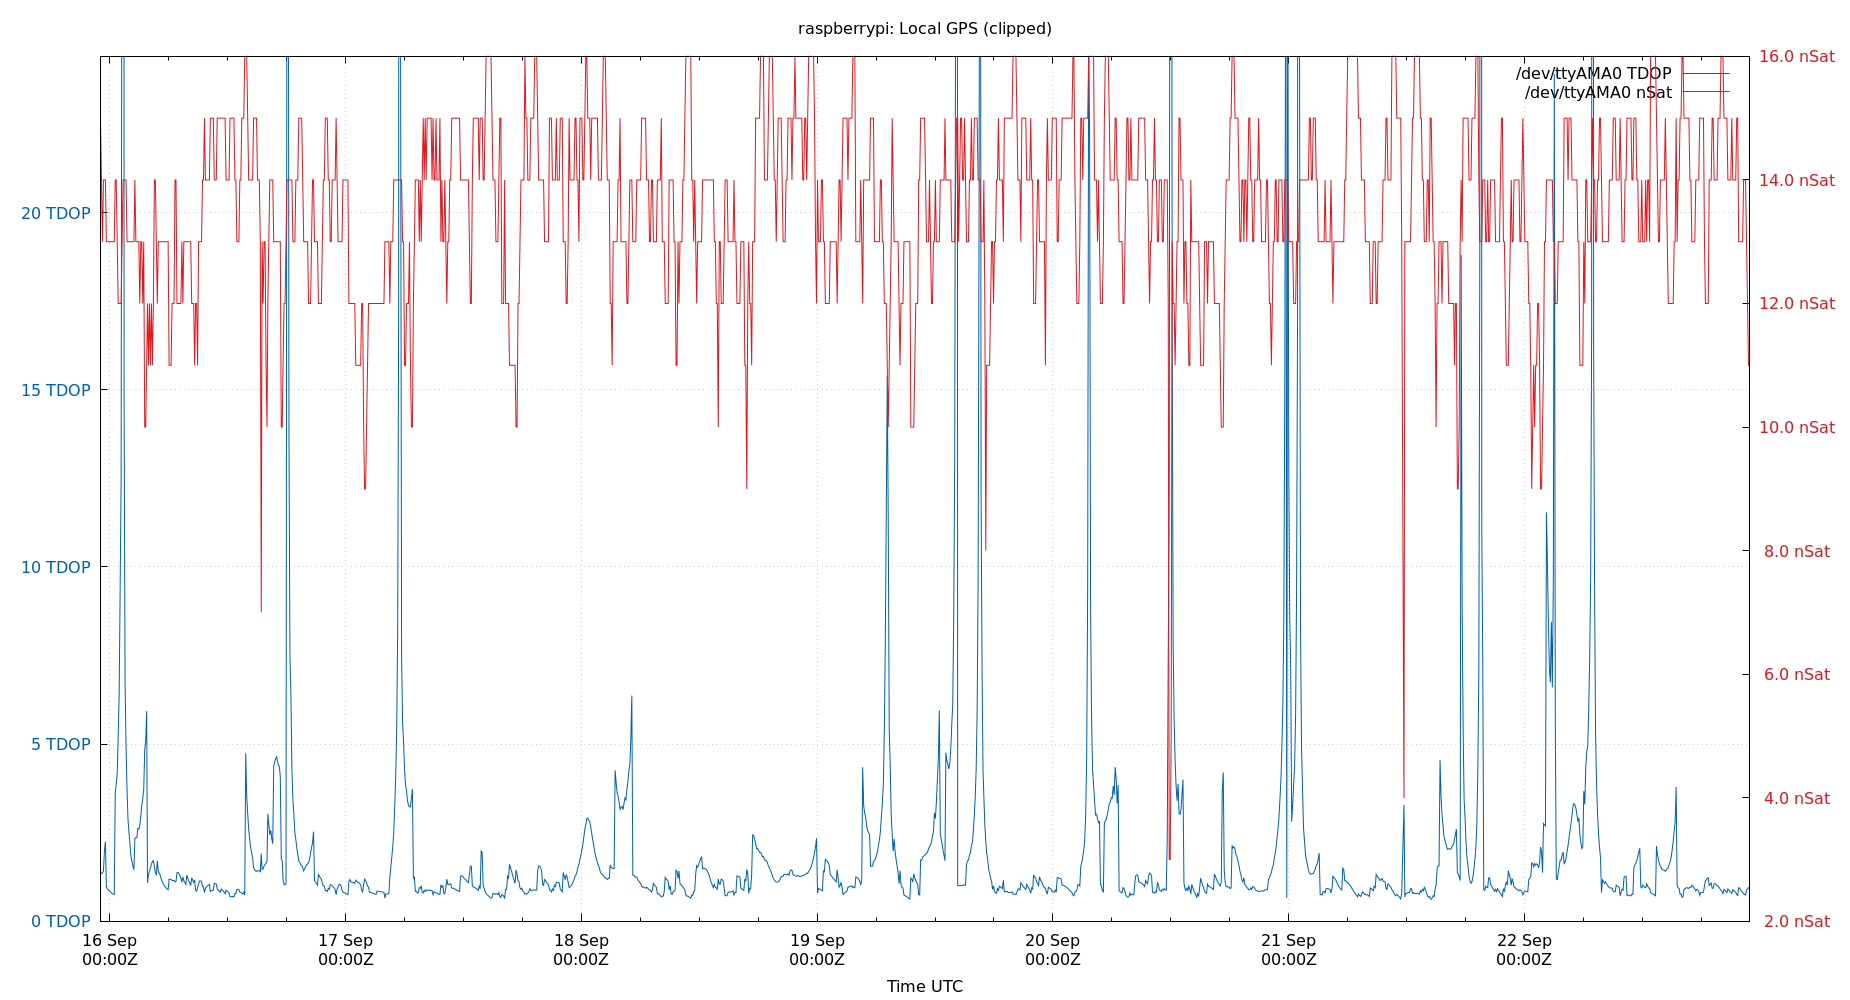 raspberrypi: Local GPS (clipped)
/dev/ttyAMA0 TDOP
/dev/ttyAMA0 nSat
20 TDOP
15 TDOP
10 TDOP
5 TDOP
0 TDOP
16.0 nSat
14.0 nSat
12.0 nSat
10.0 nSat
8.0 nSat
6.0 nSat
4.0 nSat
2.0 nSat
16 Sep
00:00Z
17 Sep
00:00Z
18 Sep
00:00Z
19 Sep
00:00Z
20 Sep
00:00Z
21 Sep
00:00Z
22 Sep
00:00Z
Time UTC